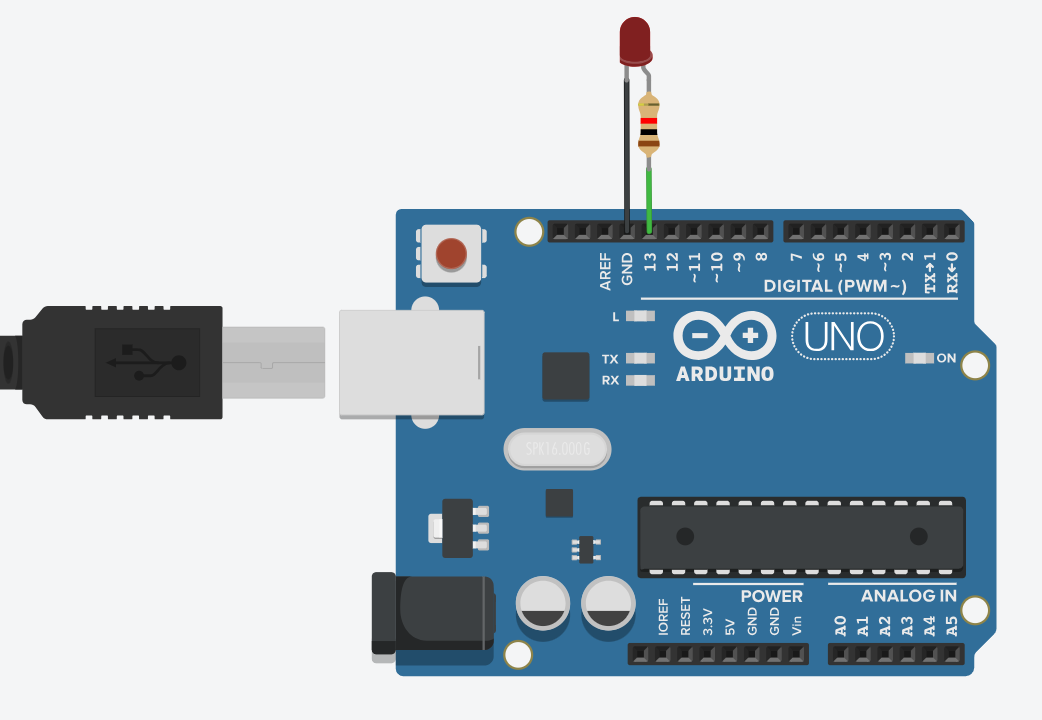 AREF
GND
13
12
~11
~10
~9
8
7
~6
~5
4
~3
2
TX→1
RX←0
DIGITAL (PWM~)
L
TX
RX
UNO
ON
ARDUINO
SPK16.000G
POWER
ANALOG IN
IOREF
RESET
3.3V
5V
GND
GND
Vin
A0
A1
A2
A3
A4
A5